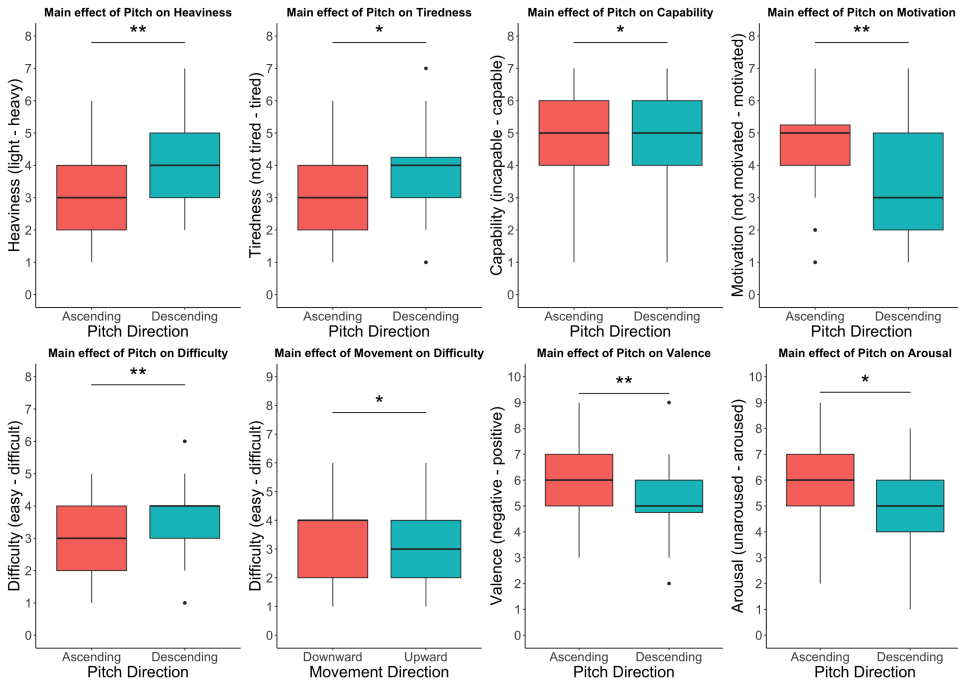 Main effect of Pitch on Heaviness
**
Heaviness (light - heavy)
8
7
6
5
4
3
2
1
0
Ascending Descending
Pitch Direction
Main effect of Pitch on Tiredness
*
Tiredness (not tired - tired)
8
7
6
5
4
3
2
1
0
Ascending Descending
Pitch Direction
Main effect of Pitch on Capability
*
Capability (incapable - capable)
8
7
6
5
4
3
2
1
0
Ascending Descending
Pitch Direction
Main effect of Pitch on Motivation
**
Motivation (not motivated - motivated)
8
7
6
5
4
3
2
1
0
Ascending Descending
Pitch Direction
Main effect of Pitch on Difficulty
**
Difficulty (easy - difficult)
8
7
6
5
4
3
2
1
0
Ascending Descending
Pitch Direction
Main effect of Movement on Difficulty
*
Difficulty (easy - difficult)
9
8
7
6
5
4
3
2
1
0
Downward Upward
Movement Direction
Main effect of Pitch on Valence
**
Valence (negative - positive)
10
9
8
7
6
5
4
3
2
1
0
Ascending Descending
Pitch Direction
Main effect of Pitch on Arousal
*
Arousal (unaroused - aroused)
10
9
8
7
6
5
4
3
2
1
0
Ascending Descending
Pitch Direction